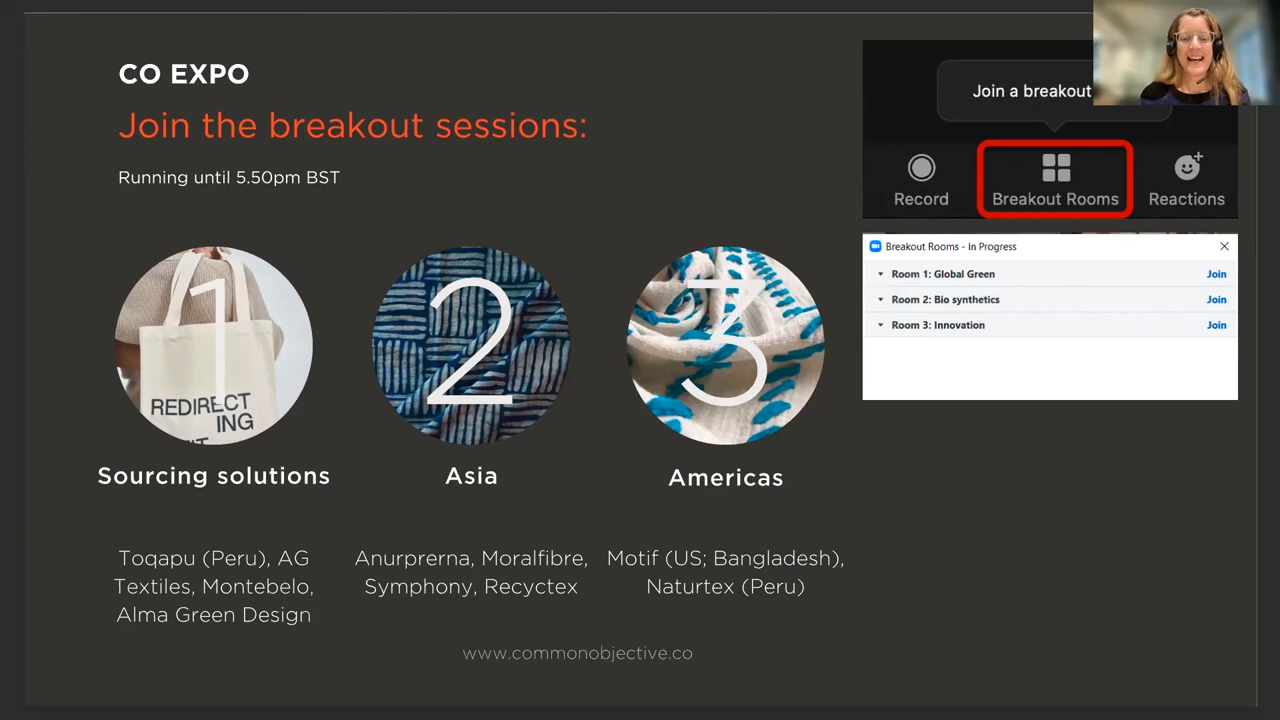 CO EXPO
Join the breakout sessions:
Running until 5.50pm BST
Join a breakout
Record
Breakout Rooms
Reactions
Breakout Rooms - in Progress
Room 1: Global Green
Join
Room 2: Bio synthetics
Join
Room 3: Innovation
Join
1
REDIRECT
ING
2
3
Sourcing solutions
Asia
Americas
Toqapu (Peru), AG
Textiles, Montebelo,
Alma Green Design
Anurprerna, Moralfibre,
Symphony, Recyctex
Motif (US; Bangladesh),
Naturtex (Peru)
www.commonobjective.co